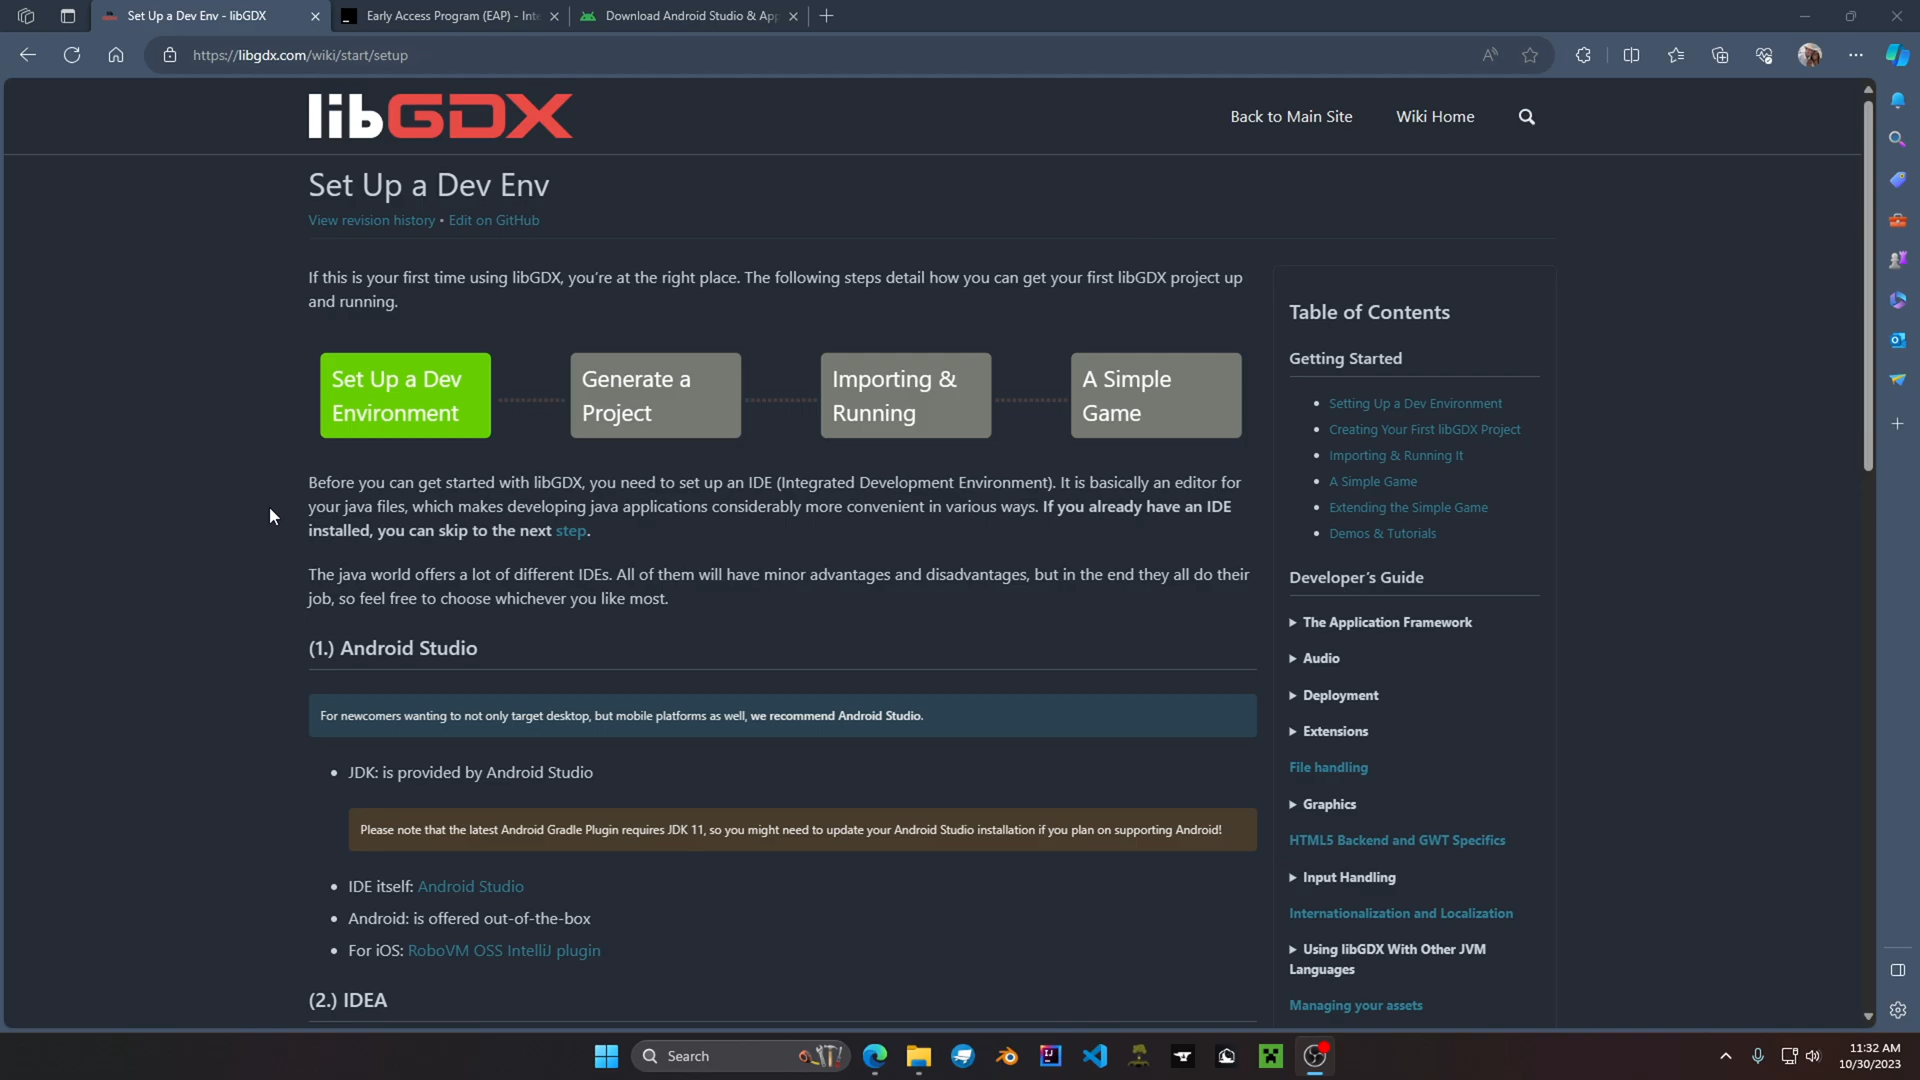 Set Up a Dev Env - libGDX
Early Access Program (EAP) - Inte
Download Android Studio & App
https://libgdx.com/wiki/start/setup
libGDX
Back to Main Site
Wiki Home
Set Up a Dev Env
View revision history • Edit on GitHub
If this is your first time using libGDX, you're at the right place. The following steps detail how you can get your first libGDX project up
and running.
Set Up a Dev
Environment
Generate a
Project
Importing &
Running
A Simple
Game
Before you can get started with libGDX, you need to set up an IDE (Integrated Development Environment). It is basically an editor for
your java files, which makes developing java applications considerably more convenient in various ways. If you already have an IDE
installed, you can skip to the next step.
The java world offers a lot of different IDEs. All of them will have minor advantages and disadvantages, but in the end they all do their
job, so feel free to choose whichever you like most.
(1.) Android Studio
For newcomers wanting to not only target desktop, but mobile platforms as well, we recommend Android Studio.
• JDK: is provided by Android Studio
Please note that the latest Android Gradle Plugin requires JDK 11, so you might need to update your Android Studio installation if you plan on supporting Android!
• IDE itself: Android Studio
• Android: is offered out-of-the-box
• For iOS: RoboVM OSS IntelliJ plugin
(2.) IDEA
Table of Contents
Getting Started
• Setting Up a Dev Environment
• Creating Your First libGDX Project
• Importing & Running It
• A Simple Game
• Extending the Simple Game
• Demos & Tutorials
Developer's Guide
The Application Framework
Audio
Deployment
Extensions
File handling
Graphics
HTML5 Backend and GWT Specifics
Input Handling
Internationalization and Localization
Using libGDX With Other JVM
Languages
Managing your assets
Search
11:32 AM
10/30/2023